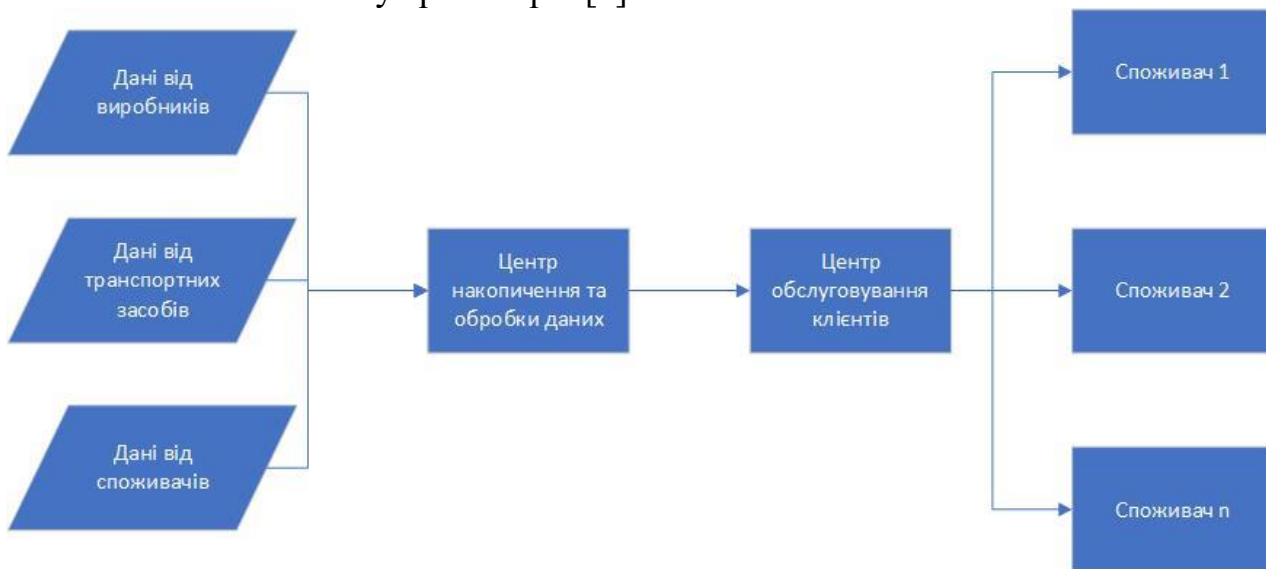 Дані від
виробників
Дані від
транспортних
засобів
Дані від
споживачів
Центр
накопичення та
обробки даних
Центр
обслуговування
клієнтів
Споживач 1
Споживач 2
Споживач n